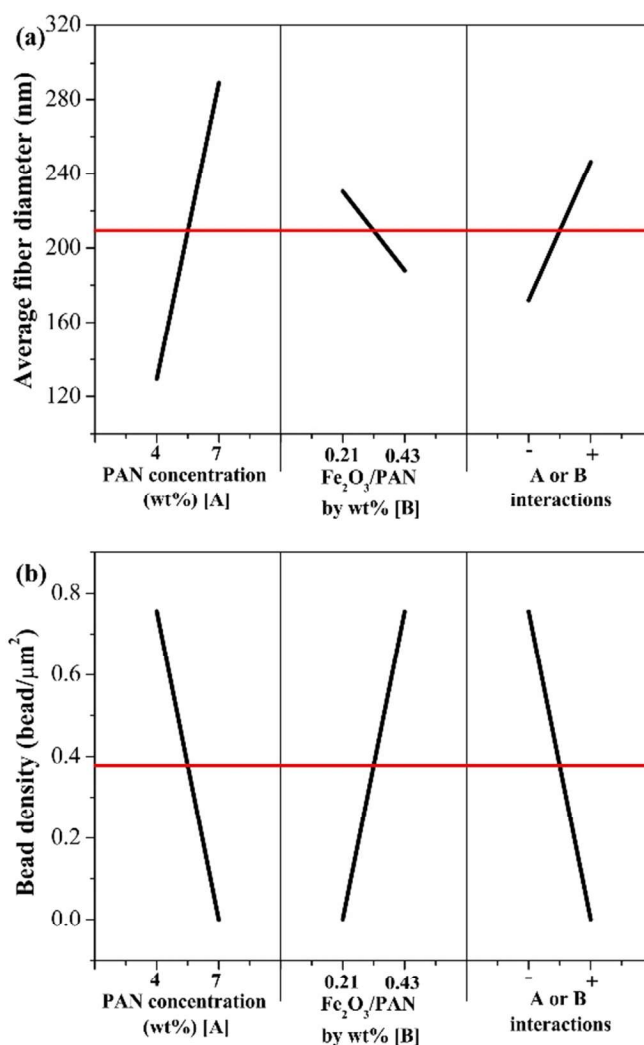 (a)
Average fiber diameter (nm)
320
280
240
200
160
120
4 7 0.21 0.43 - +
PAN concentration
(wt%) [A]
Fe₂O₃/PAN
by wt% [B]
A or B
interactions
(b)
Bead density (bead/μm²)
0.8
0.6
0.4
0.2
0.0
4 7 0.21 0.43 - +
PAN concentration
(wt%) [A]
Fe₂O₃/PAN
by wt% [B]
A or B
interactions